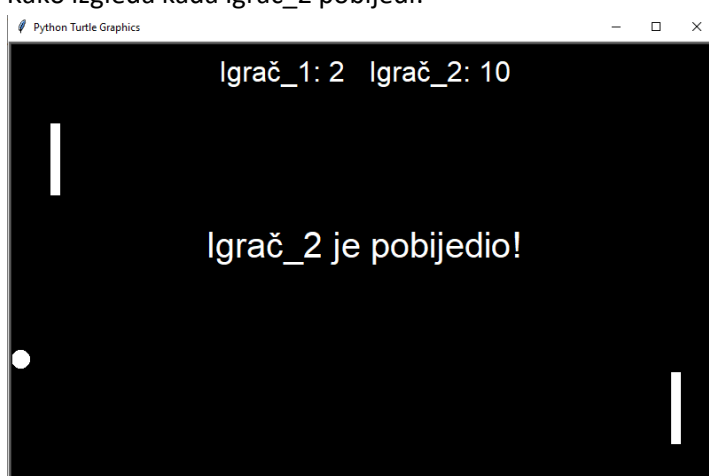 Kako izgleda kada Igrač_2 pobijedi:
Python Turtle Graphics
Igrač_1: 2 Igrač_2: 10
Igrač_2 je pobijedio!